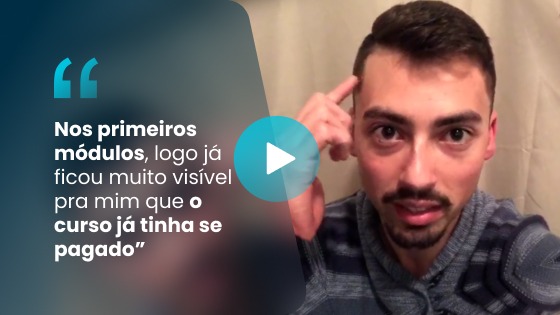 “
Nos primeiros
módulos, logo já
ficou muito visível
pra mim que o
curso já tinha se
pagado”